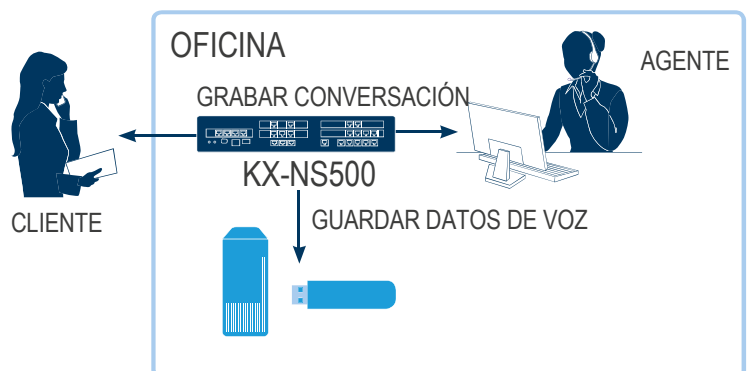 OFICINA
AGENTE
GRABAR CONVERSACIÓN
KX-NS500
CLIENTE
GUARDAR DATOS DE VOZ